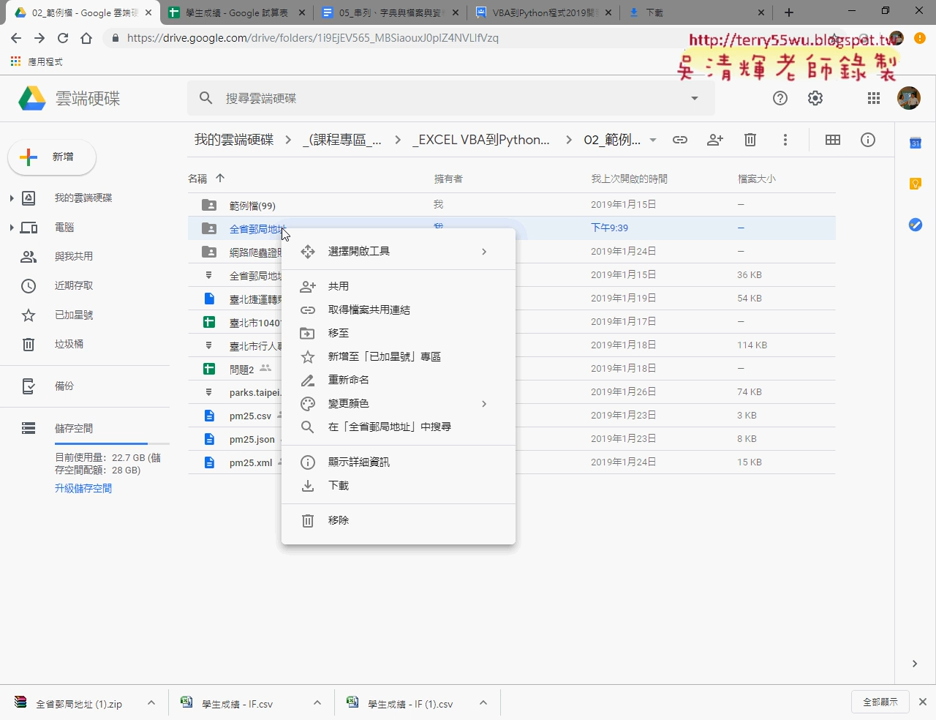 02_範例檔 - Google 雲端硬
學生成績 - Google 試算表
05_串列、字典與檔案與資
VBA到Python程式2019開
下載
https://drive.google.com/drive/folders/1I9EjEV565_MBSiaouxJ0pIZ4NVLIfVzq
http://terry55wu.blogspot.tw
吳清輝老師錄製
應用程式
雲端硬碟
搜尋雲端硬碟
新增
我的雲端硬碟 > _(課程專區_... > _EXCEL VBA到Python... > 02_範例...
名稱 擁有者 我上次開啟的時間 檔案大小
範例檔(99) 我 2019年1月15日 –
全省郵局地址 我 下午9:39 –
網路爬蟲證 2019年1月24日 –
全省郵局地 2019年1月15日 36 KB
臺北捷運轉 2019年1月19日 54 KB
臺北市1040 2019年1月17日 –
臺北市行人 2019年1月18日 114 KB
問題2 2019年1月18日 –
parks.taipei. 2019年1月26日 74 KB
pm25.csv 2019年1月23日 3 KB
pm25.json 2019年1月23日 8 KB
pm25.xml 2019年1月24日 15 KB
我的雲端硬碟
電腦
與我共用
近期存取
已加星號
垃圾桶
備份
儲存空間
目前使用量：22.7 GB (儲
存空間配額：28 GB)
升級儲存空間
選擇開啟工具
共用
取得檔案共用連結
移至
新增至「已加星號」專區
重新命名
變更顏色
在「全省郵局地址」中搜尋
顯示詳細資訊
下載
移除
全省郵局地址 (1).zip
學生成績 - IF.csv
學生成績 - IF (1).csv
全部顯示